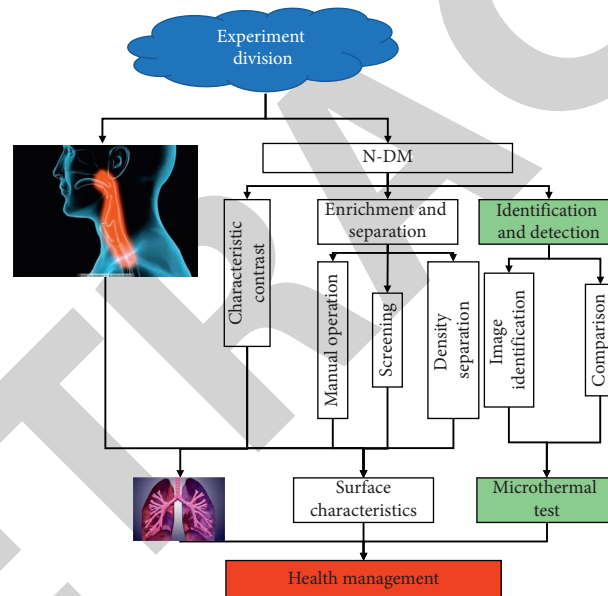 Experiment
division
N-DM
Characteristic
contrast
Enrichment and
separation
Identification
and detection
Manual operation
Screening
Density
separation
Image
identification
Comparison
Surface
characteristics
Microthermal
test
Health management